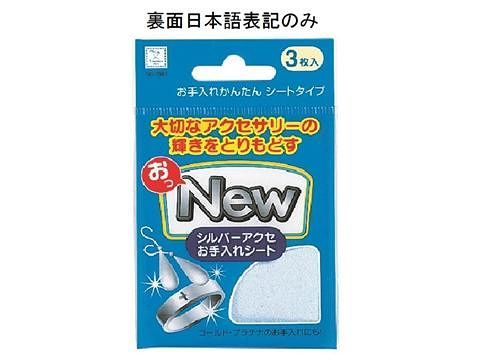 裏面日本語表記のみ
3枚入
お手入れかんたん シートタイプ
大切なアクセサリーの
輝きをとりもどす
おっ
New
シルバーアクセ
お手入れシート
ゴールド・プラチナのお手入れにも!